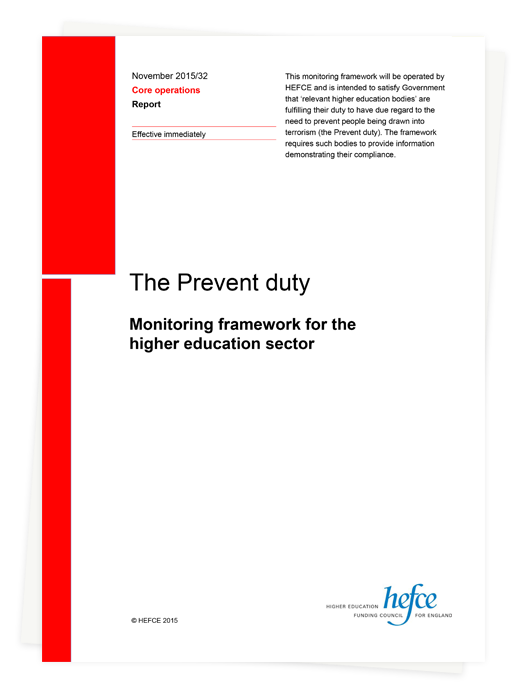 November 2015/32
Core operations
Report
Effective immediately
This monitoring framework will be operated by
HEFCE and is intended to satisfy Government
that ‘relevant higher education bodies’ are
fulfilling their duty to have due regard to the
need to prevent people being drawn into
terrorism (the Prevent duty). The framework
requires such bodies to provide information
demonstrating their compliance.
The Prevent duty
Monitoring framework for the
higher education sector
hefce
HIGHER EDUCATION
FUNDING COUNCIL FOR ENGLAND
© HEFCE 2015